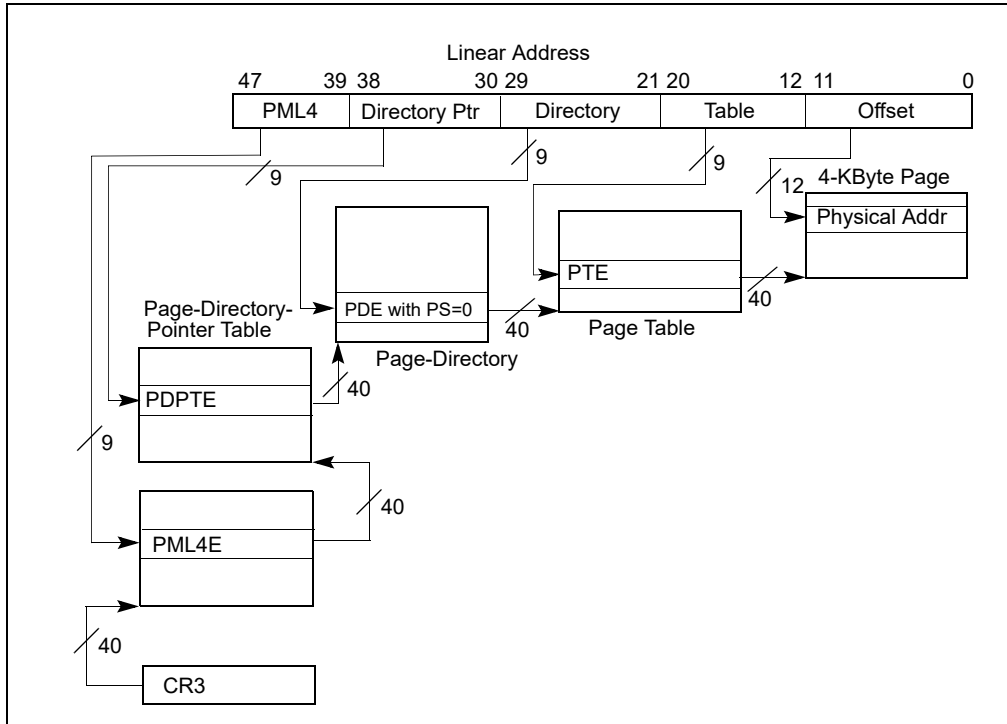 Linear Address
47 39 38 30 29 21 20 12 11 0
PML4 Directory Ptr Directory Table Offset
9 9 9 12 4-KByte Page
Physical Addr
PTE
40
PDE with PS=0 40
Page Table
Page-Directory-
Pointer Table
Page-Directory
40
PDPTE
9
40
PML4E
40
CR3